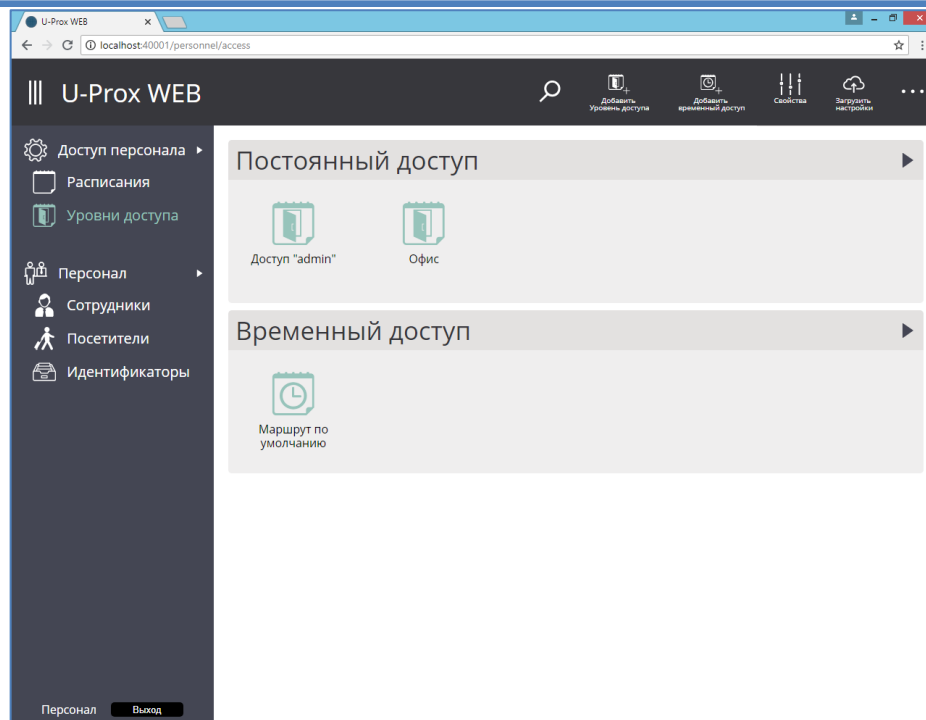 U-Prox WEB
localhost:40001/personnel/access
U-Prox WEB
Добавить
Уровень доступа
Добавить
временный доступ
Свойства
Загрузить
настройки
Доступ персонала
Расписания
Уровни доступа
Персонал
Сотрудники
Посетители
Идентификаторы
Постоянный доступ
Доступ "admin"
Офис
Временный доступ
Маршрут по
умолчанию
Персонал
Выход